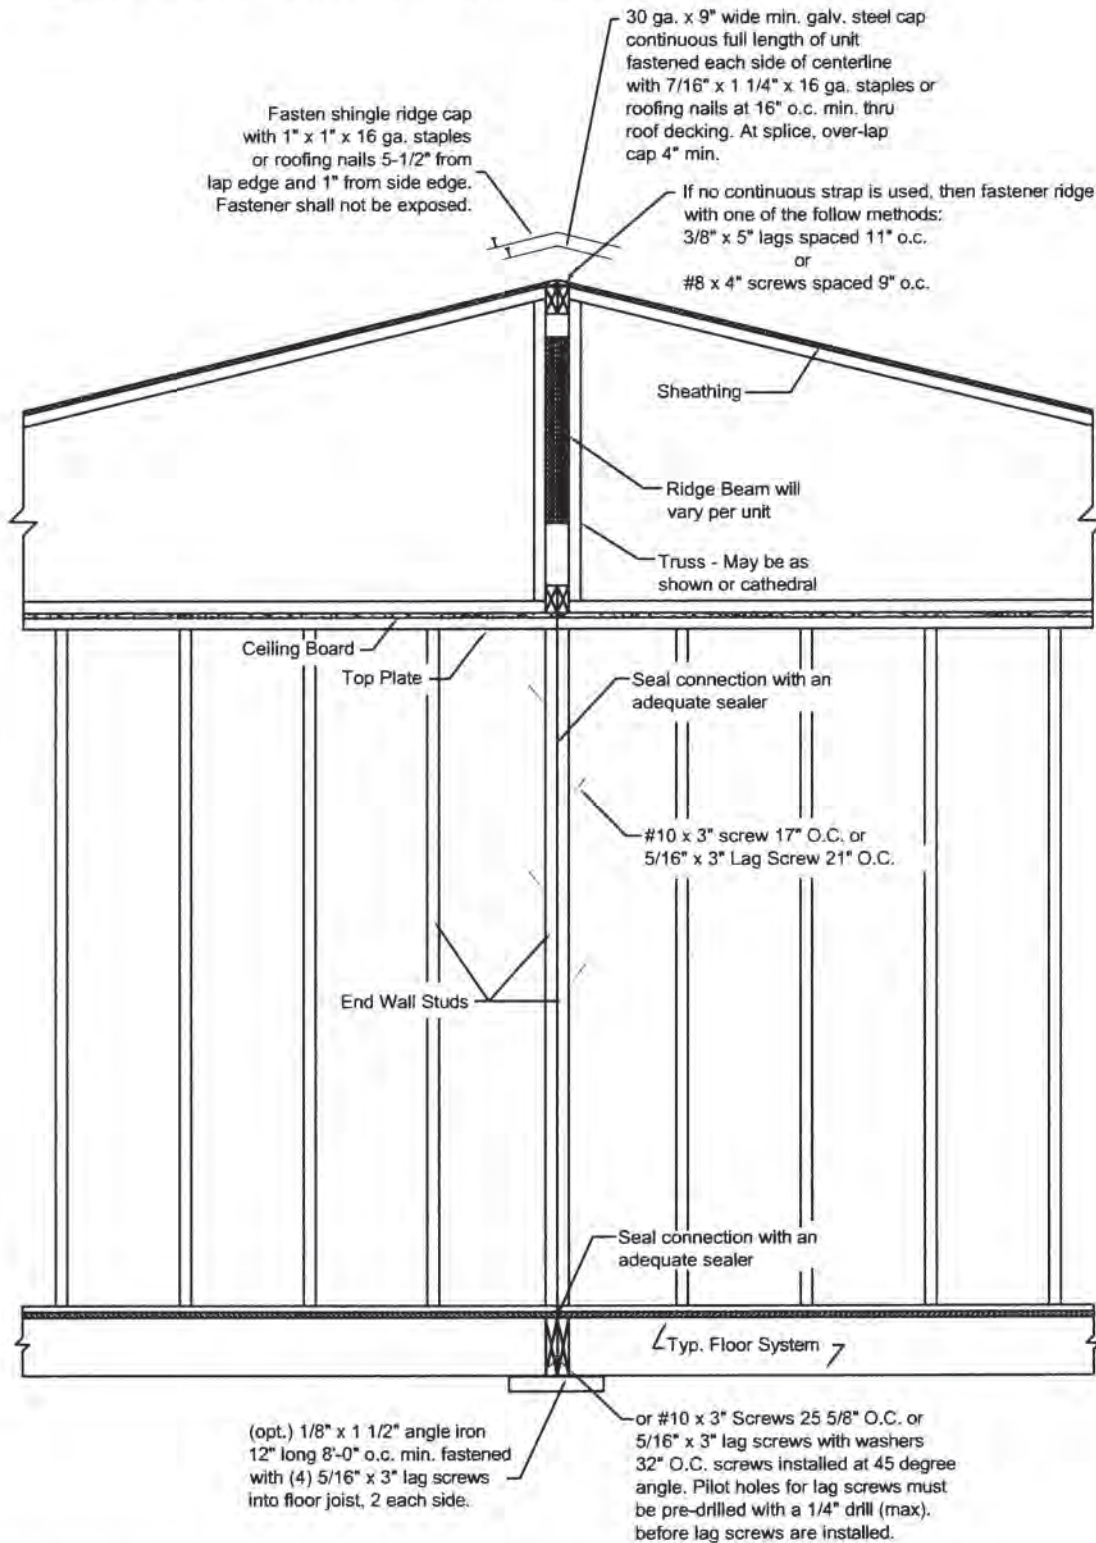 30 ga. x 9" wide min. galv. steel cap
continuous full length of unit
fastened each side of centerline
with 7/16" x 1 1/4" x 16 ga. staples or
roofing nails at 16" o.c. min. thru
roof decking. At splice, over-lap
cap 4" min.
Fasten shingle ridge cap
with 1" x 1" x 16 ga. staples
or roofing nails 5-1/2" from
lap edge and 1" from side edge.
Fastener shall not be exposed.
If no continuous strap is used, then fastener ridge
with one of the follow methods:
3/8" x 5" lags spaced 11" o.c.
or
#8 x 4" screws spaced 9" o.c.
Sheathing
Ridge Beam will
vary per unit
Truss - May be as
shown or cathedral
Ceiling Board
Top Plate
Seal connection with an
adequate sealer
#10 x 3" screw 17" O.C. or
5/16" x 3" Lag Screw 21" O.C.
End Wall Studs
Seal connection with an
adequate sealer
Typ. Floor System
(opt.) 1/8" x 1 1/2" angle iron
12" long 8'-0" o.c. min. fastened
with (4) 5/16" x 3" lag screws
into floor joist, 2 each side.
or #10 x 3" Screws 25 5/8" O.C. or
5/16" x 3" lag screws with washers
32" O.C. screws installed at 45 degree
angle. Pilot holes for lag screws must
be pre-drilled with a 1/4" drill (max).
before lag screws are installed.